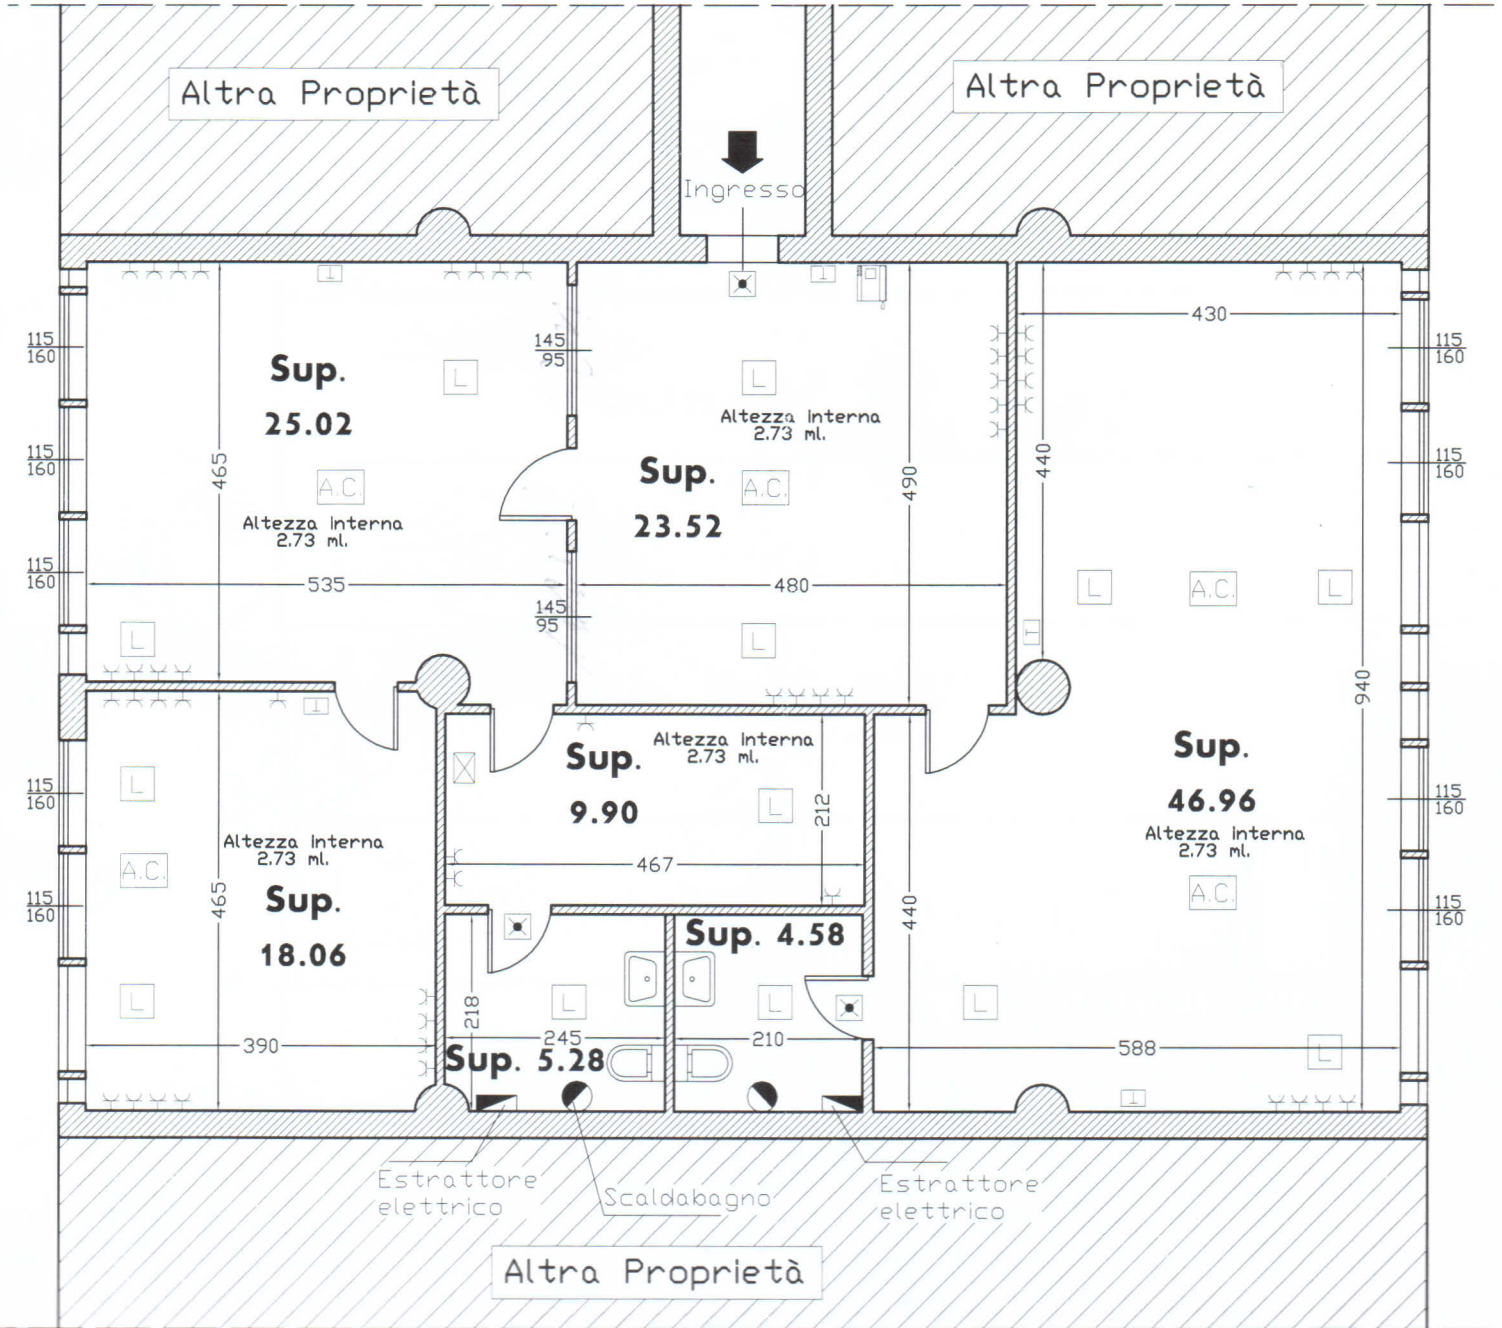 Altra Proprietà
Altra Proprietà
Ingresso
430
115
160
145
95
115
160
L
L
Sup.
25.02
Altezza Interna
2.73 ml.
Sup.
23.52
440
465
490
115
160
115
160
A.C.
A.C.
Altezza Interna
2.73 ml.
115
160
535
480
145
95
L
A.C.
L
L
L
940
Sup.
46.96
Altezza Interna
2.73 ml.
A.C.
Sup.
9.90
Altezza Interna
2.73 ml.
L
212
467
L
115
160
115
160
Altezza Interna
2.73 ml.
A.C.
465
Sup.
18.06
115
160
115
160
440
Sup. 4.58
L
L
218
L
L
390
245
210
588
L
Sup. 5.28
Estrattore
elettrico
Scaldabagno
Estrattore
elettrico
Altra Proprietà